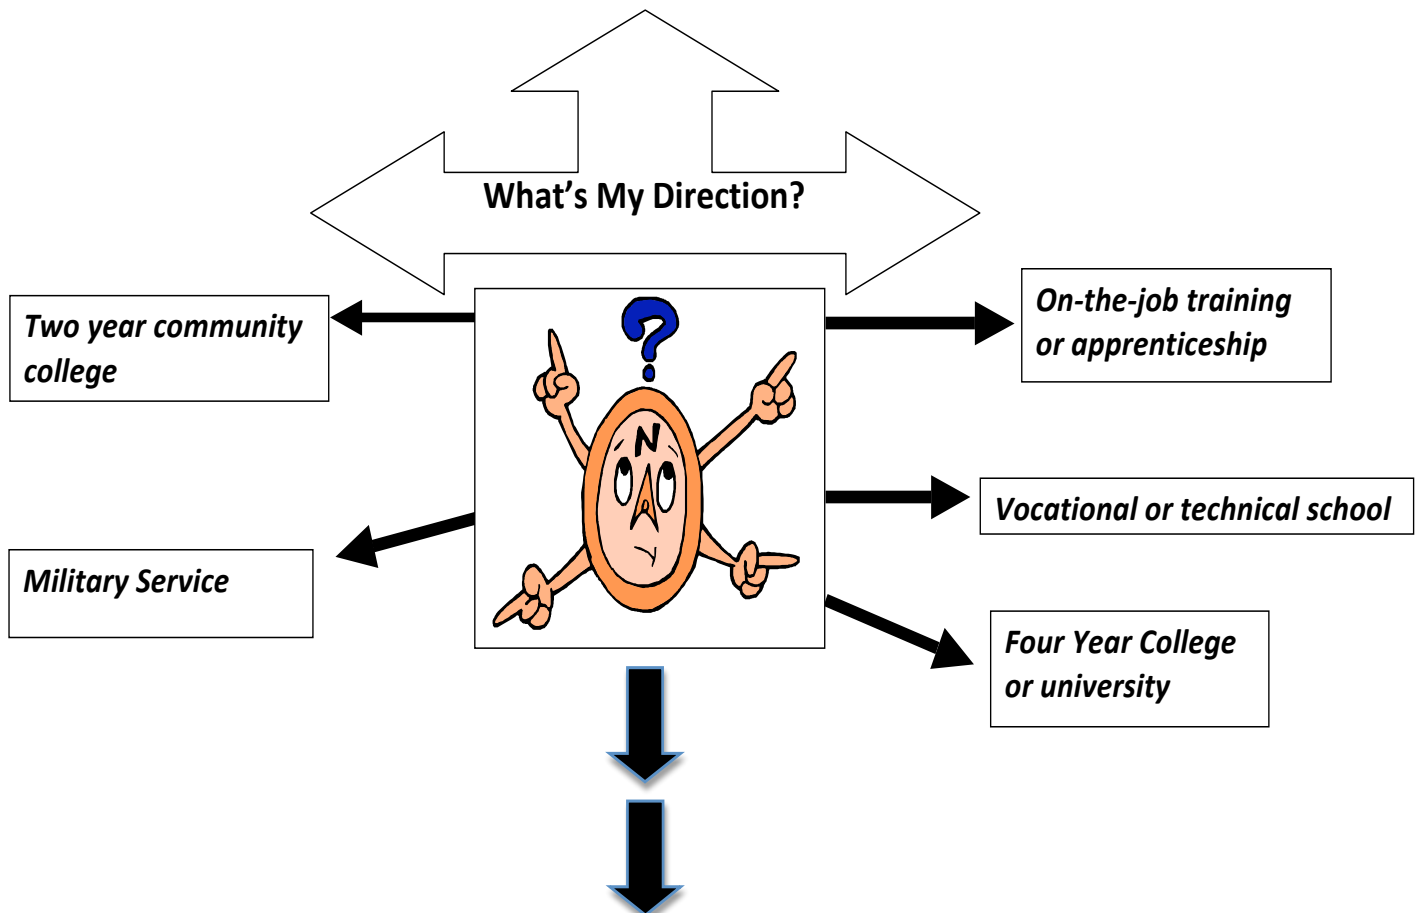 What's My Direction?
Two year community
college
On-the-job training
or apprenticeship
N
Vocational or technical school
Military Service
Four Year College
or university